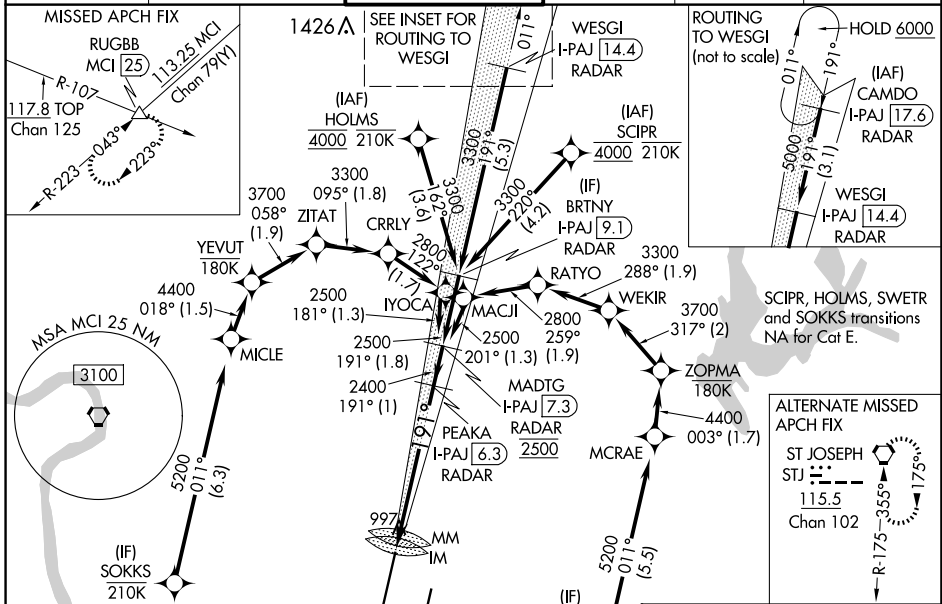 MISSED APCH FIX
RUGBB
MCI 25
113.25 MCI
Chan 79(Y)
R-107
117.8 TOP
Chan 125
043°
R-223
223°
1426
SEE INSET FOR
ROUTING TO
WESGI
011°
WESGI
I-PAJ 14.4
RADAR
ROUTING
TO WESGI
(not to scale)
HOLD 6000
011°
191°
(IAF)
CAMDO
I-PAJ 17.6
RADAR
5000
191°
(3.1)
WESGI
I-PAJ 14.4
RADAR
(IAF)
HOLMS
4000 210K
(IAF)
SCIPR
4000 210K
3300
191°
(5.3)
3300
162°
(3.6)
3300
220°
(4.2)
(IF)
BRTNY
I-PAJ 9.1
RADAR
3300
095° (1.8)
3700
058°
(1.9)
ZITAT
CRRLY
YEVUT
180K
2800
122°
(1.7)
RATYO
3300
288° (1.9)
WEKIR
IYOCA
MACJI
4400
018° (1.5)
2500
181° (1.3)
2500
201° (1.3)
2800
259°
(1.9)
3700
317° (2)
SCIPR, HOLMS, SWETR
and SOKKS transitions
NA for Cat E.
MSA MCI 25 NM
3100
MICLE
2500
191° (1.8)
2400
191° (1)
MADTG
I-PAJ 7.3
RADAR
2500
ZOPMA
180K
191°
PEAKA
I-PAJ 6.3
RADAR
4400
003° (1.7)
MCRAE
ALTERNATE MISSED
APCH FIX
ST JOSEPH
STJ
115.5
Chan 102
175°
355°
R-175
5200
011°
(6.3)
997
MM
IM
5200
011°
(5.5)
(IF)
SOKKS
210K
(IF)